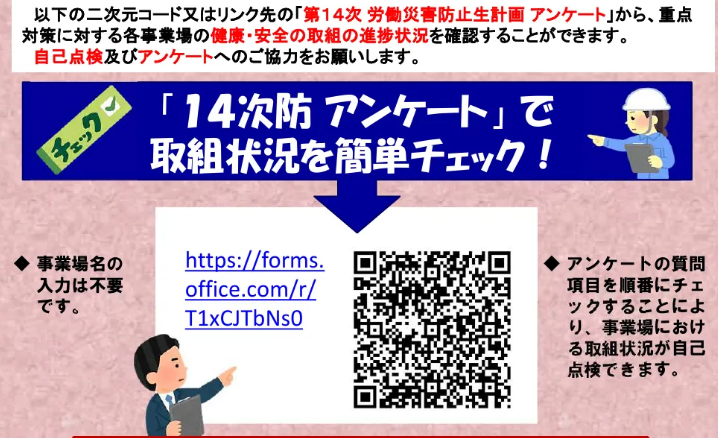 以下の二次元コード又はリンク先の「第14次 労働災害防止生計画 アンケート」から、重点
対策に対する各事業場の健康・安全の取組の進捗状況を確認することができます。
自己点検及びアンケートへのご協力をお願いします。
チェック
「14次防 アンケート」で
取組状況を簡単チェック！
◆ 事業場名の
入力は不要
です。
https://forms.
office.com/r/
T1xCJTbNs0
◆ アンケートの質問
項目を順番にチェ
ックすることによ
り、事業場におけ
る取組状況が自己
点検できます。